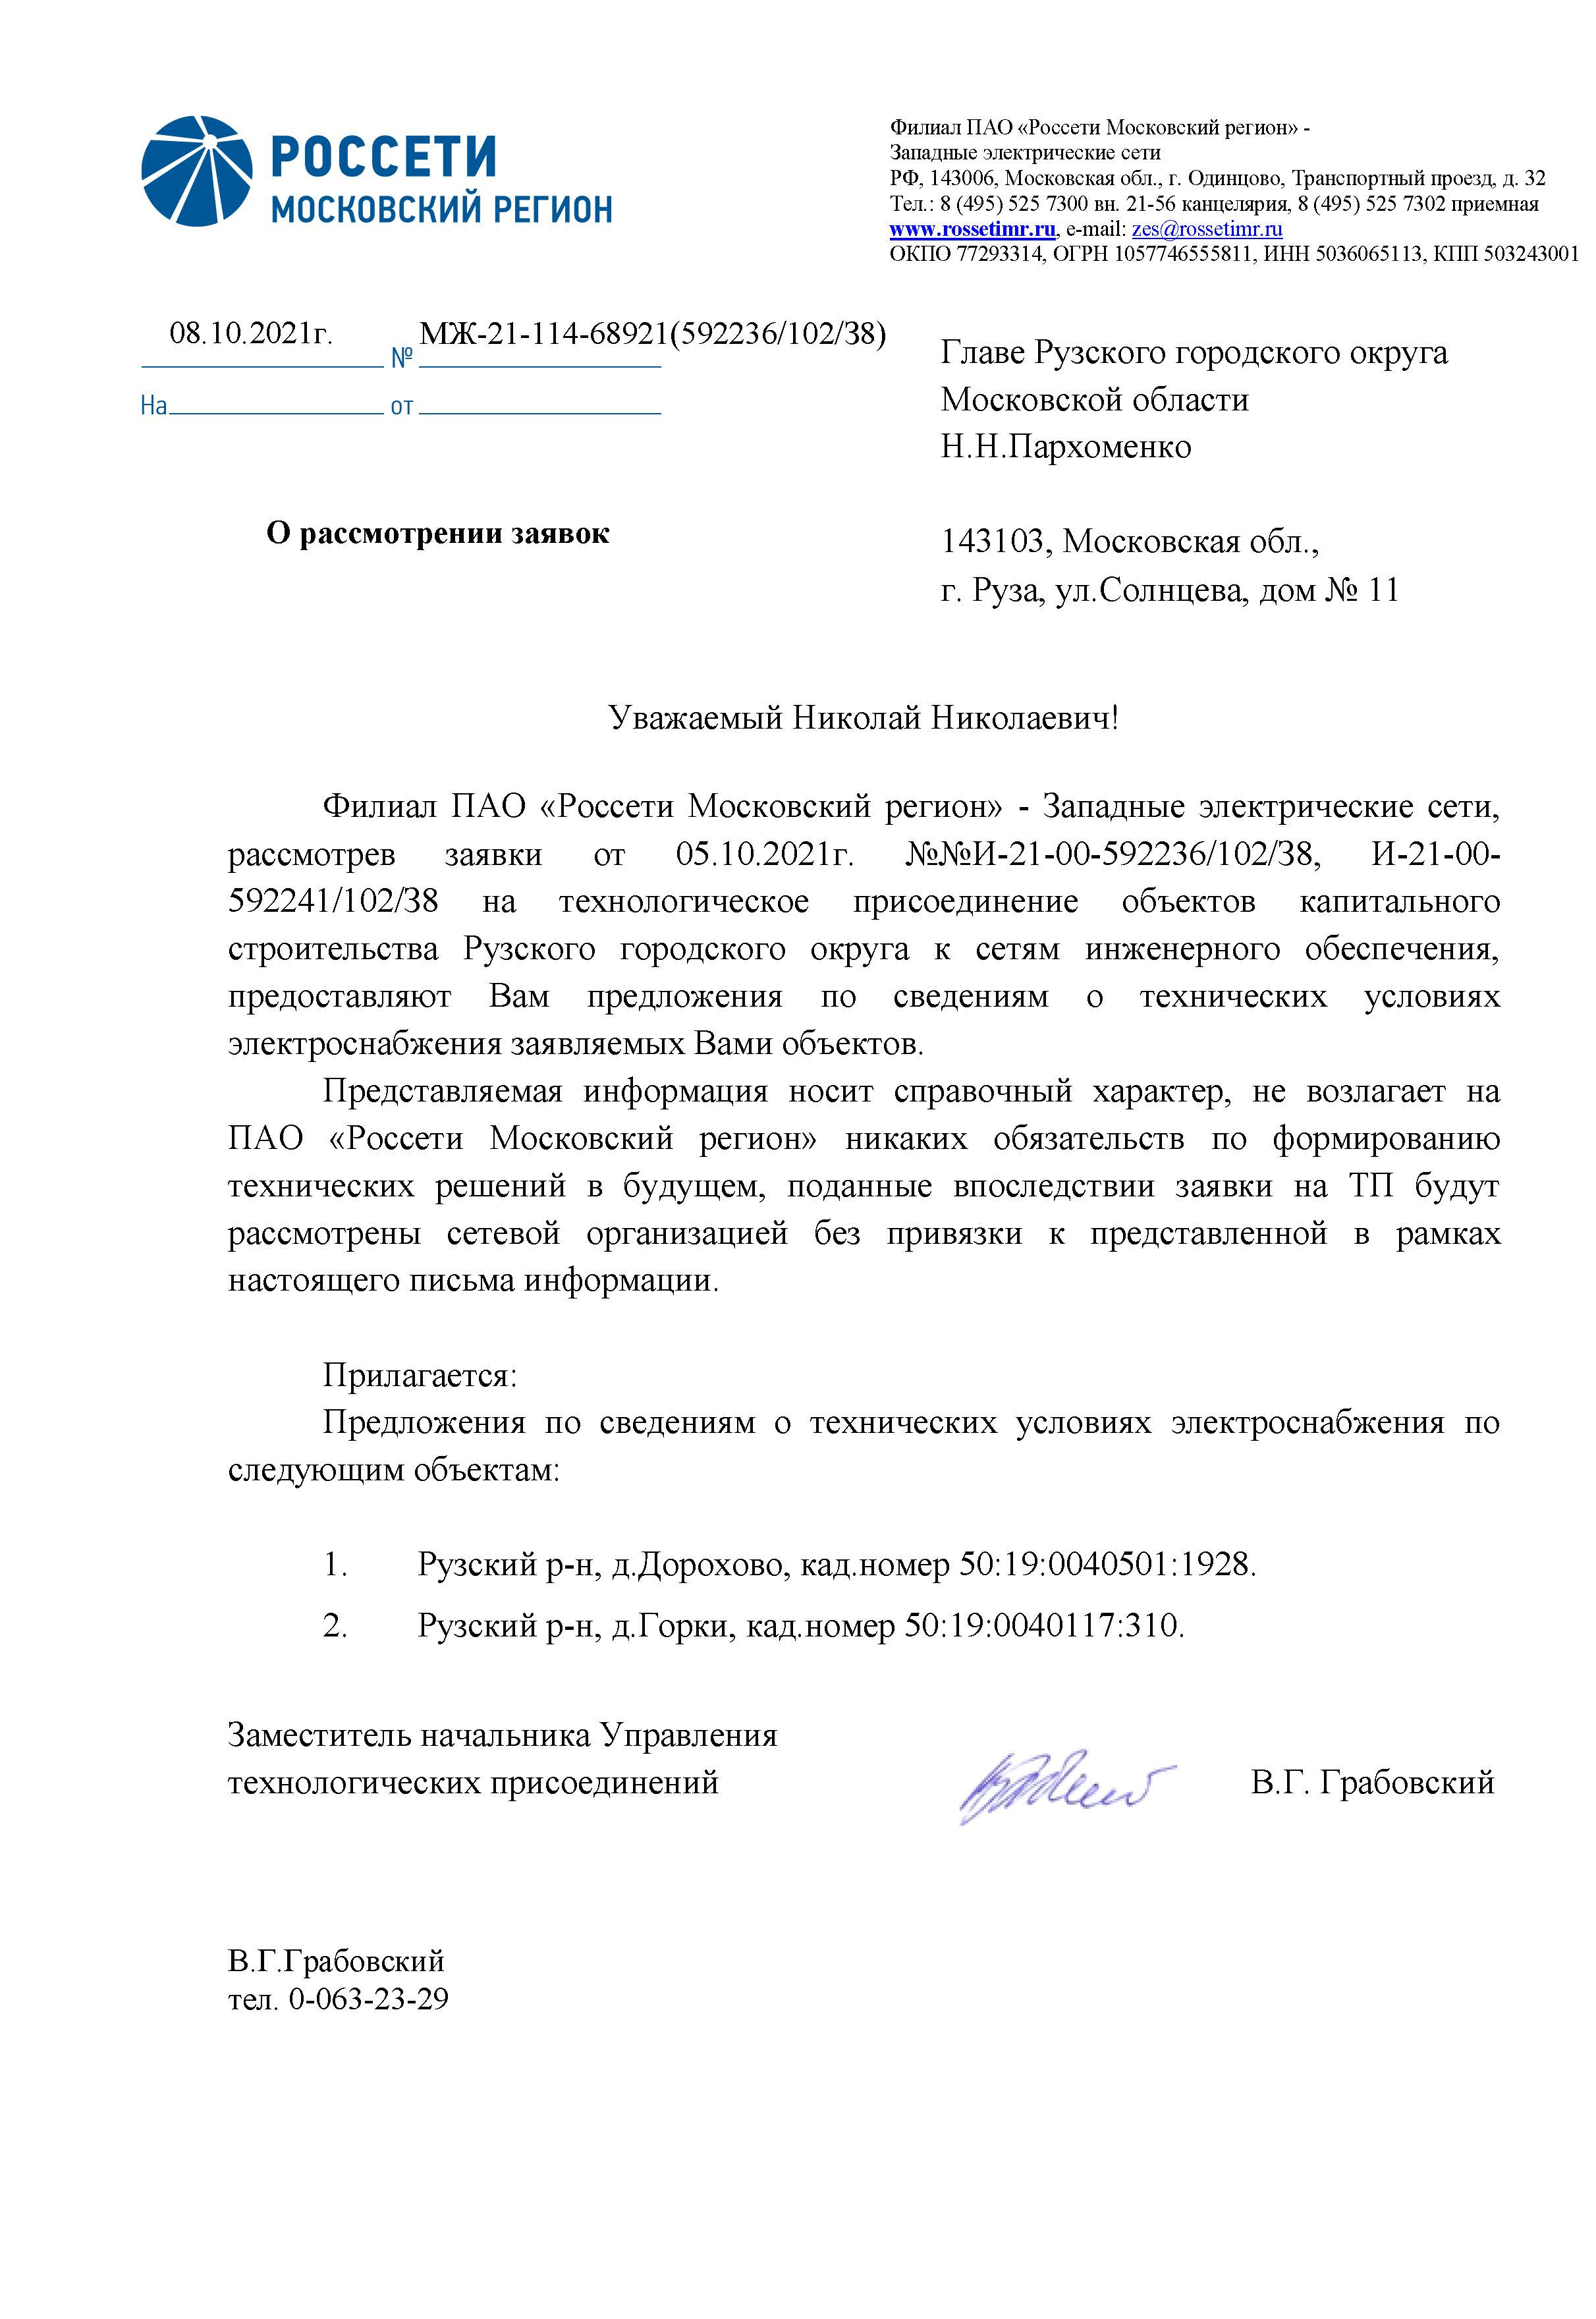 РОССЕТИ
МОСКОВСКИЙ РЕГИОН
Филиал ПАО «Россети Московский регион» -
Западные электрические сети
РФ, 143006, Московская обл., г. Одинцово, Транспортный проезд, д. 32
Тел.: 8 (495) 525 7300 вн. 21-56 канцелярия, 8 (495) 525 7302 приемная
www.rossetimr.ru, e-mail: zes@rossetimr.ru
ОКПО 77293314, ОГРН 1057746555811, ИНН 5036065113, КПП 503243001
08.10.2021г. № МЖ-21-114-68921(592236/102/З8)
На от
Главе Рузского городского округа
Московской области
Н.Н.Пархоменко
О рассмотрении заявок
143103, Московская обл.,
г. Руза, ул.Солнцева, дом № 11
Уважаемый Николай Николаевич!
Филиал ПАО «Россети Московский регион» - Западные электрические сети,
рассмотрев заявки от 05.10.2021г. №№И-21-00-592236/102/З8, И-21-00-
592241/102/З8 на технологическое присоединение объектов капитального
строительства Рузского городского округа к сетям инженерного обеспечения,
предоставляют Вам предложения по сведениям о технических условиях
электроснабжения заявляемых Вами объектов.
Представляемая информация носит справочный характер, не возлагает на
ПАО «Россети Московский регион» никаких обязательств по формированию
технических решений в будущем, поданные впоследствии заявки на ТП будут
рассмотрены сетевой организацией без привязки к представленной в рамках
настоящего письма информации.
Прилагается:
Предложения по сведениям о технических условиях электроснабжения по
следующим объектам:
1. Рузский р-н, д.Дорохово, кад.номер 50:19:0040501:1928.
2. Рузский р-н, д.Горки, кад.номер 50:19:0040117:310.
Заместитель начальника Управления
технологических присоединений В.Г. Грабовский
В.Г.Грабовский
тел. 0-063-23-29